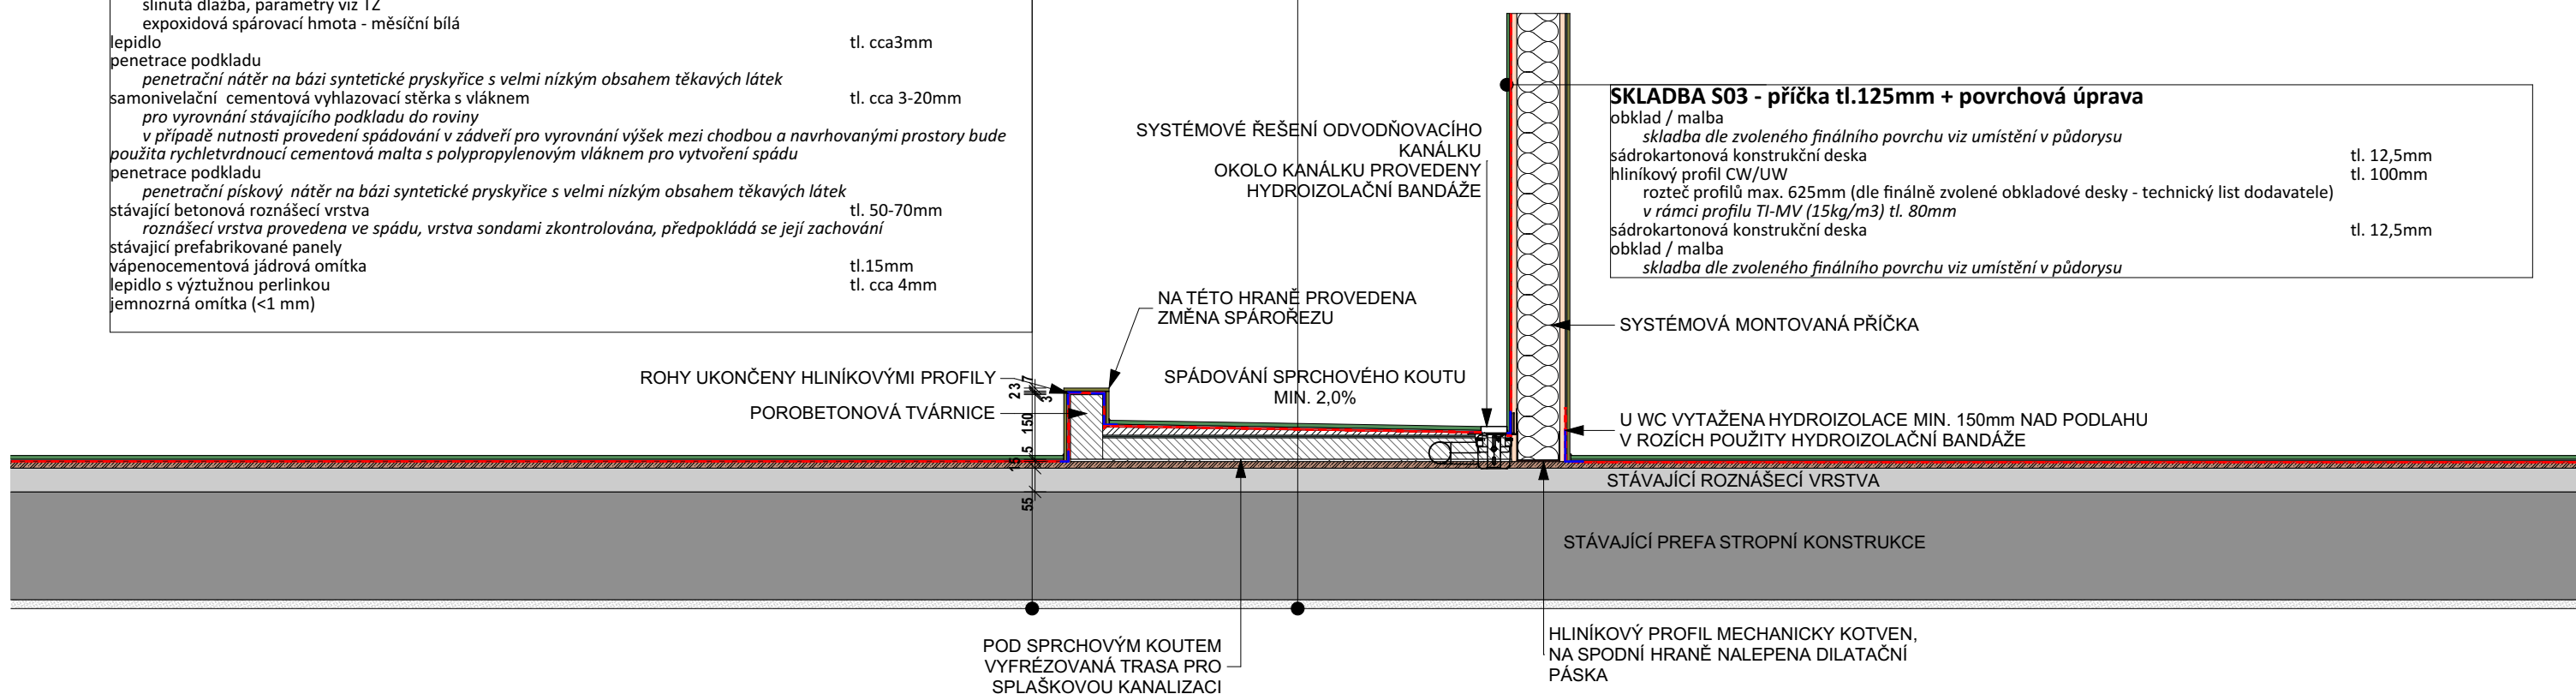 slinutá dlažba, parametry viz TZ
expoxidová spárovací hmota - měsíční bílá
lepidlo tl. cca3mm
penetrace podkladu
penetrační nátěr na bázi syntetické pryskyřice s velmi nízkým obsahem těkavých látek
samonivelační cementová vyhlazovací stěrka s vláknem tl. cca 3-20mm
pro vyrovnání stávajícího podkladu do roviny
v případě nutnosti provedení spádování v zádveří pro vyrovnání výšek mezi chodbou a navrhovanými prostory bude
použita rychletvrdnoucí cementová malta s polypropylenovým vláknem pro vytvoření spádu
penetrace podkladu
penetrační pískový nátěr na bázi syntetické pryskyřice s velmi nízkým obsahem těkavých látek
stávající betonová roznášecí vrstva tl. 50-70mm
roznášecí vrstva provedena ve spádu, vrstva sondami zkontrolována, předpokládá se její zachování
stávající prefabrikované panely
vápenocementová jádrová omítka tl.15mm
lepidlo s výztužnou perlinkou tl. cca 4mm
jemnozrná omítka (<1 mm)
SYSTÉMOVÉ ŘEŠENÍ ODVODŇOVACÍHO
KANÁLKU
OKOLO KANÁLKU PROVEDENY
HYDROIZOLAČNÍ BANDÁŽE
SKLADBA S03 - příčka tl.125mm + povrchová úprava
obklad / malba
skladba dle zvoleného finálního povrchu viz umístění v půdorysu
sádrokartonová konstrukční deska tl. 12,5mm
hliníkový profil CW/UW tl. 100mm
rozteč profilů max. 625mm (dle finálně zvolené obkladové desky - technický list dodavatele)
v rámci profilu TI-MV (15kg/m3) tl. 80mm
sádrokartonová konstrukční deska tl. 12,5mm
obklad / malba
skladba dle zvoleného finálního povrchu viz umístění v půdorysu
NA TÉTO HRANĚ PROVEDENA
ZMĚNA SPÁROŘEZU
SYSTÉMOVÁ MONTOVANÁ PŘÍČKA
ROHY UKONČENY HLINÍKOVÝMI PROFILY
POROBETONOVÁ TVÁRNICE
SPÁDOVÁNÍ SPRCHOVÉHO KOUTU
MIN. 2,0%
U WC VYTAŽENA HYDROIZOLACE MIN. 150mm NAD PODLAHU
V ROZÍCH POUŽITY HYDROIZOLAČNÍ BANDÁŽE
7
23
3
150
5
15
55
STÁVAJÍCÍ ROZNÁŠECÍ VRSTVA
STÁVAJÍCÍ PREFA STROPNÍ KONSTRUKCE
POD SPRCHOVÝM KOUTEM
VYFRÉZOVANÁ TRASA PRO
SPLAŠKOVOU KANALIZACI
HLINÍKOVÝ PROFIL MECHANICKY KOTVEN,
NA SPODNÍ HRANĚ NALEPENA DILATAČNÍ
PÁSKA